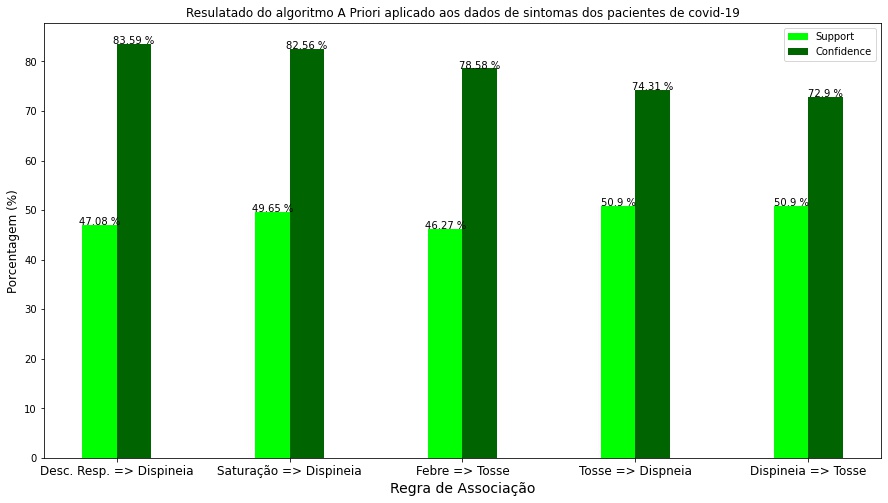 Resulatado do algoritmo A Priori aplicado aos dados de sintomas dos pacientes de covid-19
Support
Confidence
Porcentagem (%)
80
70
60
50
40
30
20
10
0
83.59 %
82.56 %
78.58 %
74.31 %
72.9 %
47.08 %
49.65 %
46.27 %
50.9 %
50.9 %
Desc. Resp. => Dispineia
Saturação => Dispineia
Febre => Tosse
Tosse => Dispneia
Dispineia => Tosse
Regra de Associação